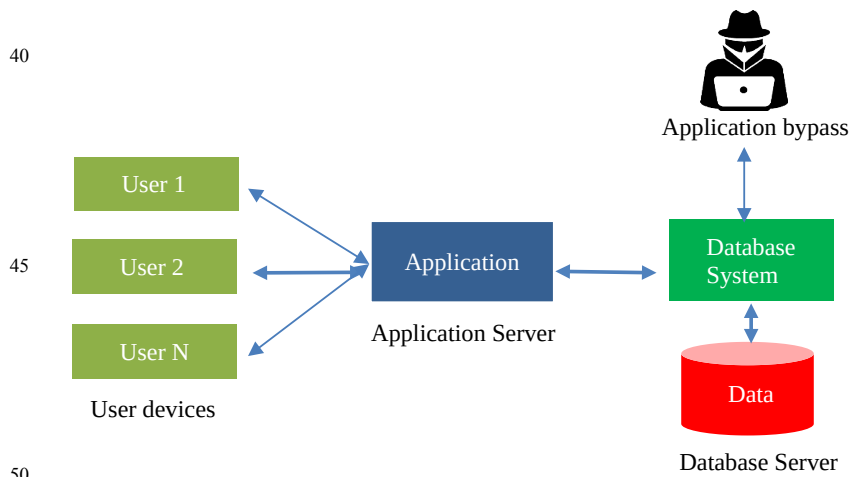 40
Application bypass
User 1
User 2
45
Application
Database
System
User N
Application Server
Data
User devices
Database Server
50